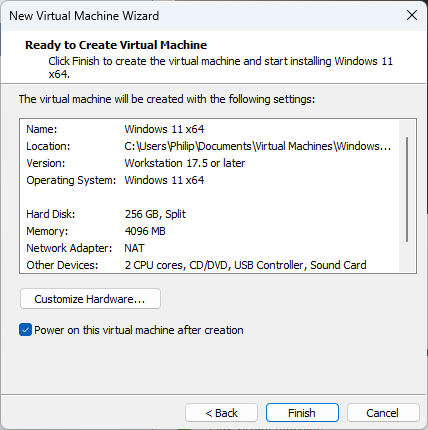 New Virtual Machine Wizard
Ready to Create Virtual Machine
Click Finish to create the virtual machine and start installing Windows 11
x64.
The virtual machine will be created with the following settings:
Name: Windows 11 x64
Location: C:\Users\Philip\Documents\Virtual Machines\Windows...
Version: Workstation 17.5 or later
Operating System: Windows 11 x64
Hard Disk: 256 GB, Split
Memory: 4096 MB
Network Adapter: NAT
Other Devices: 2 CPU cores, CD/DVD, USB Controller, Sound Card
Customize Hardware...
Power on this virtual machine after creation
< Back Finish Cancel